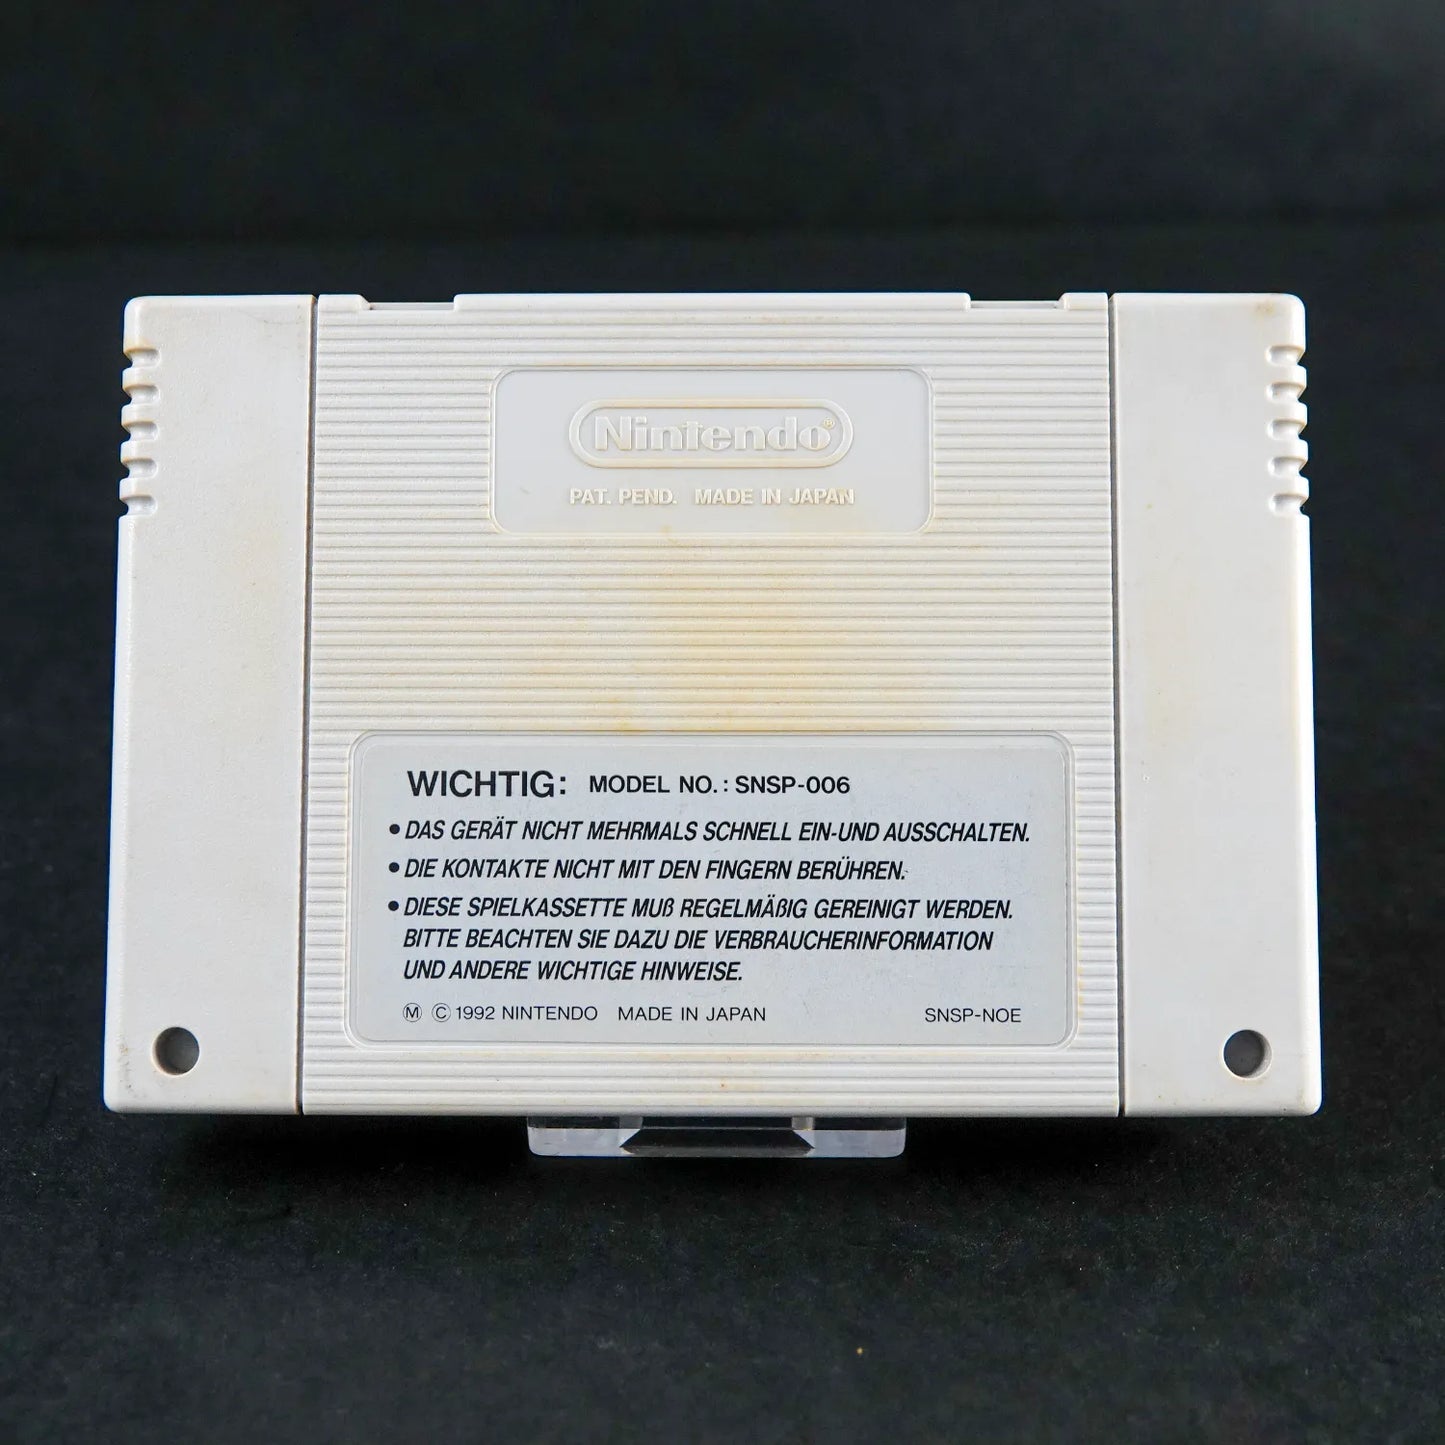 Nintendo®
PAT. PEND. MADE IN JAPAN
WICHTIG: MODEL NO.: SNSP-006
• DAS GERÄT NICHT MEHRMALS SCHNELL EIN-UND AUSSCHALTEN.
• DIE KONTAKTE NICHT MIT DEN FINGERN BERÜHREN.
• DIESE SPIELKASSETTE MUß REGELMÄßIG GEREINIGT WERDEN.
BITTE BEACHTEN SIE DAZU DIE VERBRAUCHERINFORMATION
UND ANDERE WICHTIGE HINWEISE.
Ⓜ © 1992 NINTENDO MADE IN JAPAN SNSP-NOE